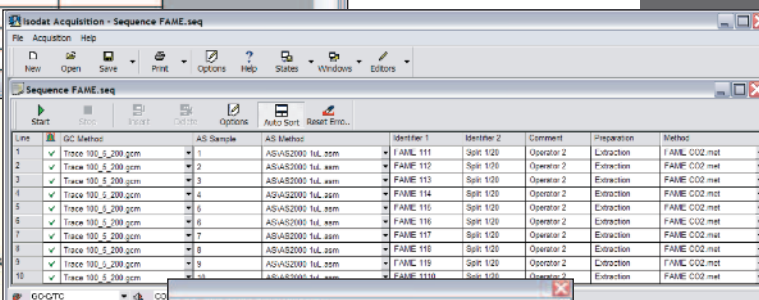 Isodat Acquisition - Sequence FAME.seq
File Acquisition Help
New Open Save Print Options Help States Windows Editors
Sequence FAME.seq
Start Stop Insert Delete Options Auto Sort Reset Erro..
Line GC Method AS Sample AS Method Identifier 1 Identifier 2 Comment Preparation Method
1 Trace 100_5_200.gcm 1 AS\AS2000 1uL.asm FAME 111 Split 1/20 Operator 2 Extraction FAME CO2.met
2 Trace 100_5_200.gcm 2 AS\AS2000 1uL.asm FAME 112 Split 1/20 Operator 2 Extraction FAME CO2.met
3 Trace 100_5_200.gcm 3 AS\AS2000 1uL.asm FAME 113 Split 1/20 Operator 2 Extraction FAME CO2.met
4 Trace 100_5_200.gcm 4 AS\AS2000 1uL.asm FAME 114 Split 1/20 Operator 2 Extraction FAME CO2.met
5 Trace 100_5_200.gcm 5 AS\AS2000 1uL.asm FAME 115 Split 1/20 Operator 2 Extraction FAME CO2.met
6 Trace 100_5_200.gcm 6 AS\AS2000 1uL.asm FAME 116 Split 1/20 Operator 2 Extraction FAME CO2.met
7 Trace 100_5_200.gcm 7 AS\AS2000 1uL.asm FAME 117 Split 1/20 Operator 2 Extraction FAME CO2.met
8 Trace 100_5_200.gcm 8 AS\AS2000 1uL.asm FAME 118 Split 1/20 Operator 2 Extraction FAME CO2.met
9 Trace 100_5_200.gcm 9 AS\AS2000 1uL.asm FAME 119 Split 1/20 Operator 2 Extraction FAME CO2.met
10 Trace 100_5_200.gcm 10 AS\AS2000 1uL.asm FAME 1110 Split 1/20 Operator 2 Extraction FAME CO2.met
GC-C/TC